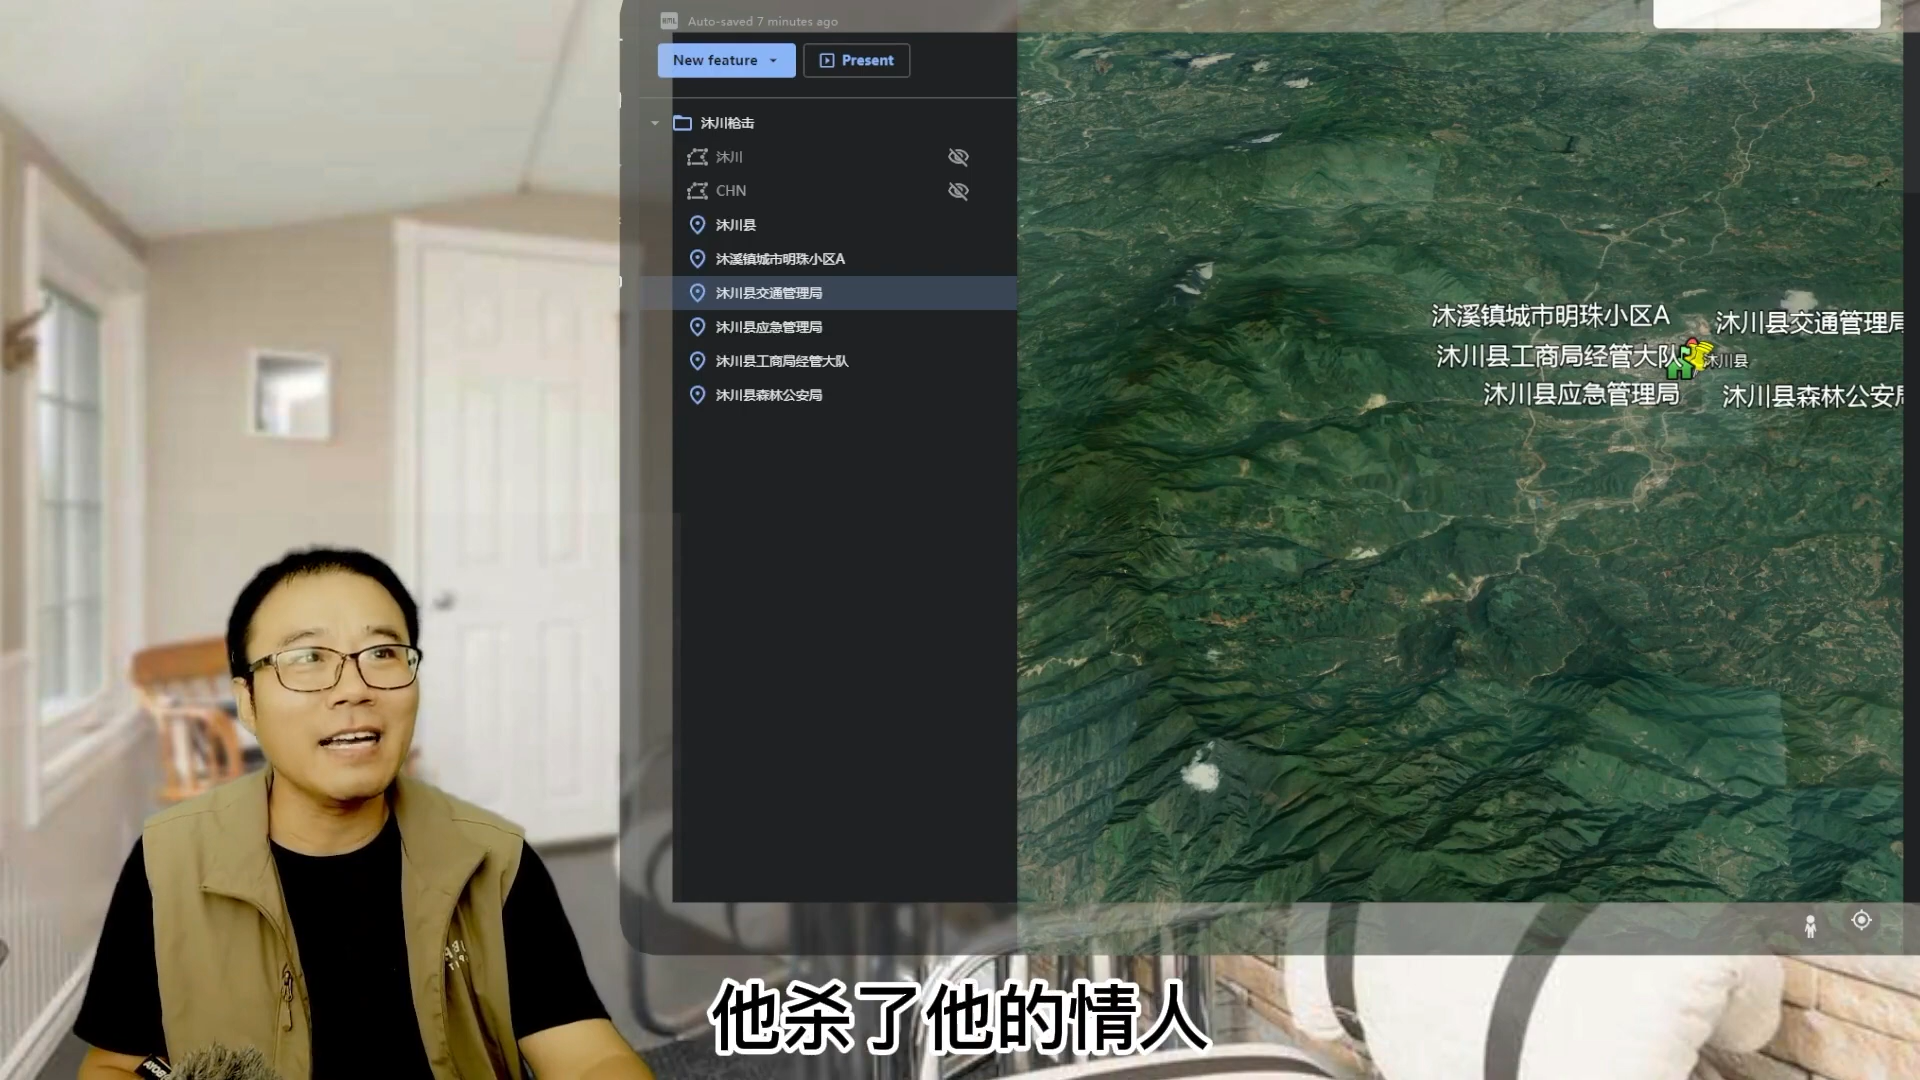 Auto-saved 7 minutes ago
New feature
Present
沐川枪击
沐川
CHN
沐川县
沐溪镇城市明珠小区A
沐川县交通管理局
沐川县应急管理局
沐川县工商局经管大队
沐川县森林公安局
沐溪镇城市明珠小区A
沐川县交通管理局
沐川县工商局经管大队
沐川县
沐川县应急管理局
沐川县森林公安局
他杀了他的情人